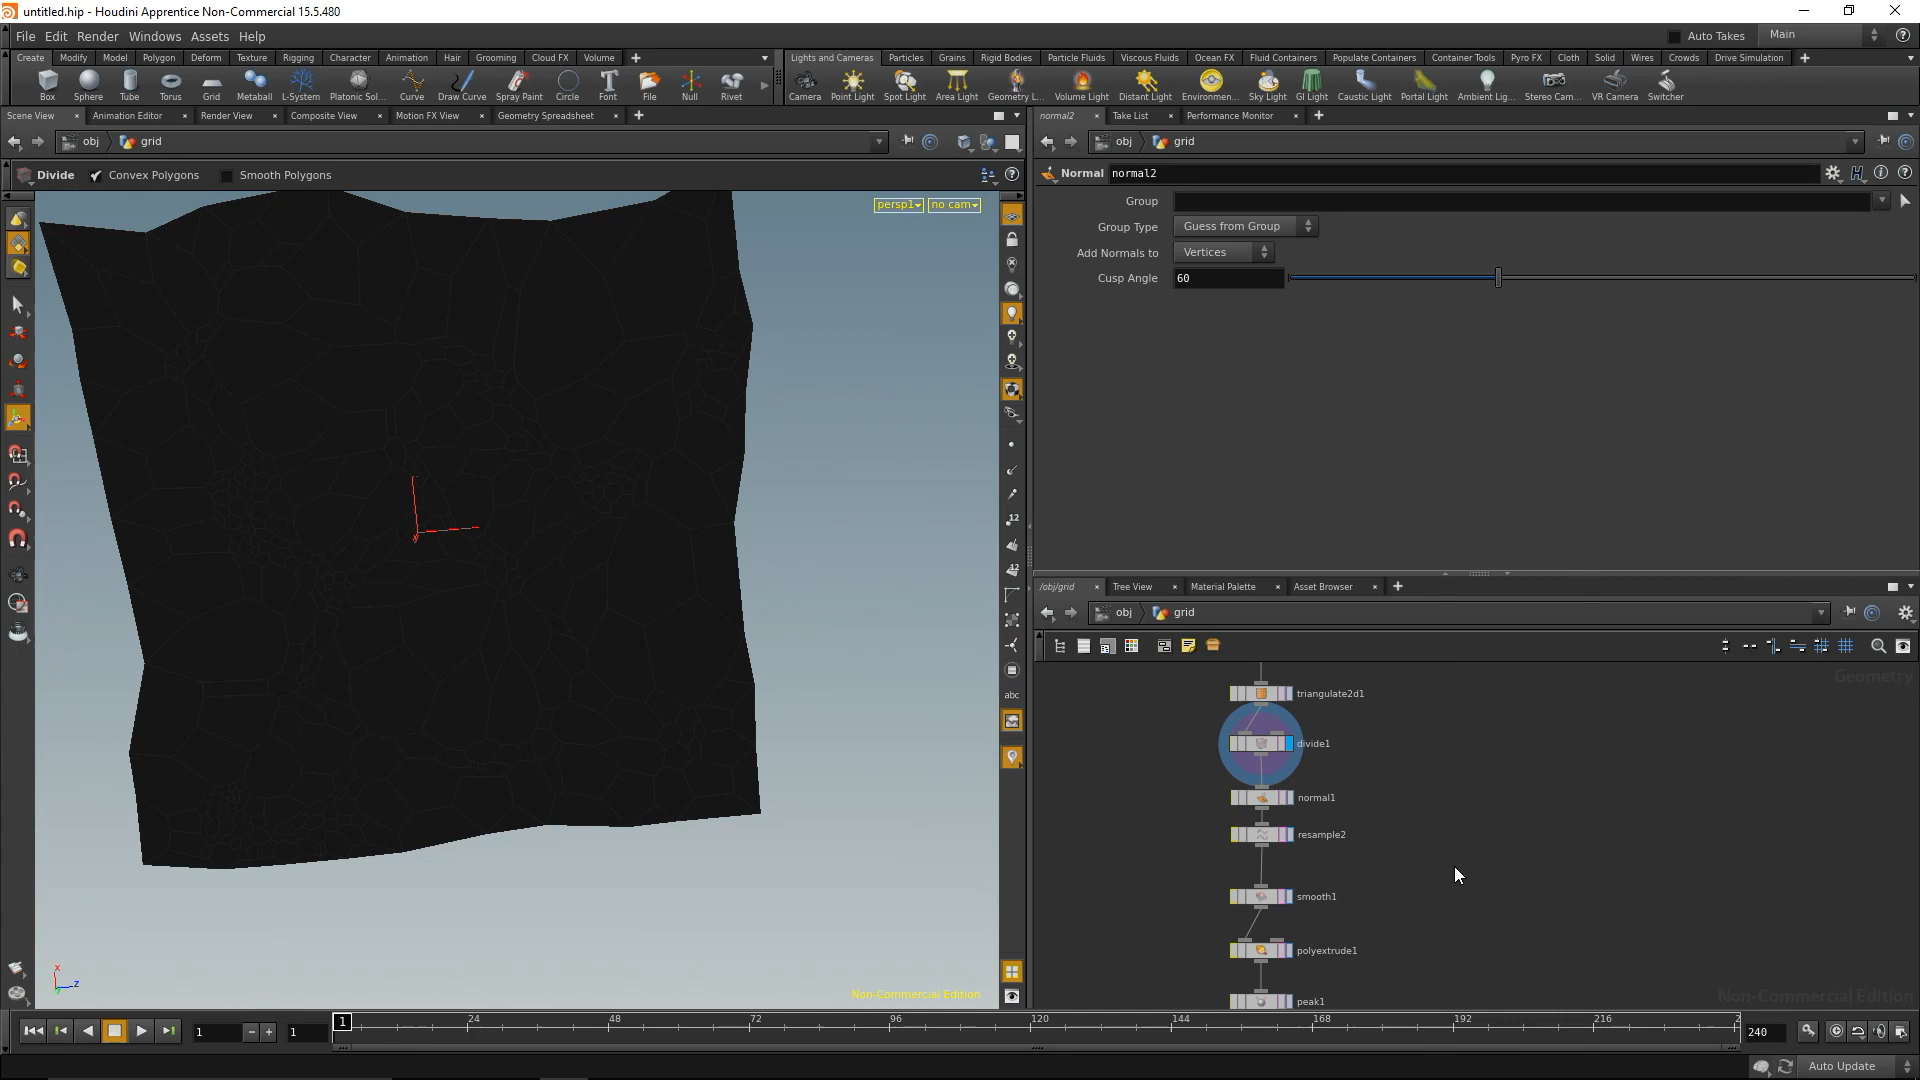 untitled.hip - Houdini Apprentice Non-Commercial 15.5.480
File Edit Render Windows Assets Help
Auto Takes Main
Create Modify Model Polygon Deform Texture Rigging Character Animation Hair Grooming Cloud FX Volume
Lights and Cameras Particles Grains Rigid Bodies Particle Fluids Viscous Fluids Ocean FX Fluid Containers Populate Containers Container Tools Pyro FX Cloth Solid Wires Crowds Drive Simulation
Box Sphere Tube Torus Grid Metaball L-System Platonic Sol... Curve Draw Curve Spray Paint Circle Font File Null Rivet
Camera Point Light Spot Light Area Light Geometry L... Volume Light Distant Light Environmen... Sky Light GI Light Caustic Light Portal Light Ambient Lig... Stereo Cam... VR Camera Switcher
Scene View Animation Editor Render View Composite View Motion FX View Geometry Spreadsheet
normal2 Take List Performance Monitor
obj grid
obj grid
Divide Convex Polygons Smooth Polygons
Normal normal2
persp1 no cam
Group
Group Type Guess from Group
Add Normals to Vertices
Cusp Angle 60
12
12
abc
/obj/grid Tree View Material Palette Asset Browser
obj grid
Geometry
triangulate2d1
divide1
normal1
resample2
smooth1
polyextrude1
peak1
Non-Commercial Edition
Non-Commercial Edition
x
z
y
1 1 1 24 48 72 96 120 144 168 192 216 2 240
Auto Update